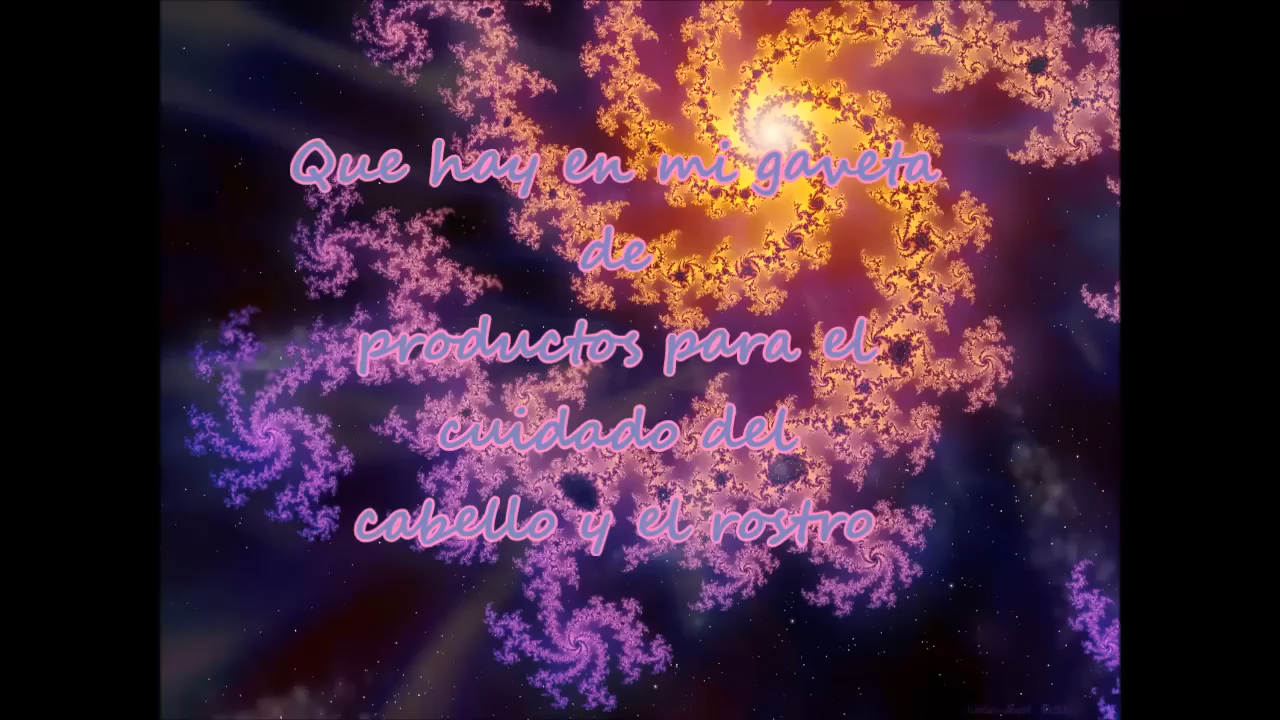 Que hay en mi gaveta
de
productos para el
cuidado del
cabello y el rostro